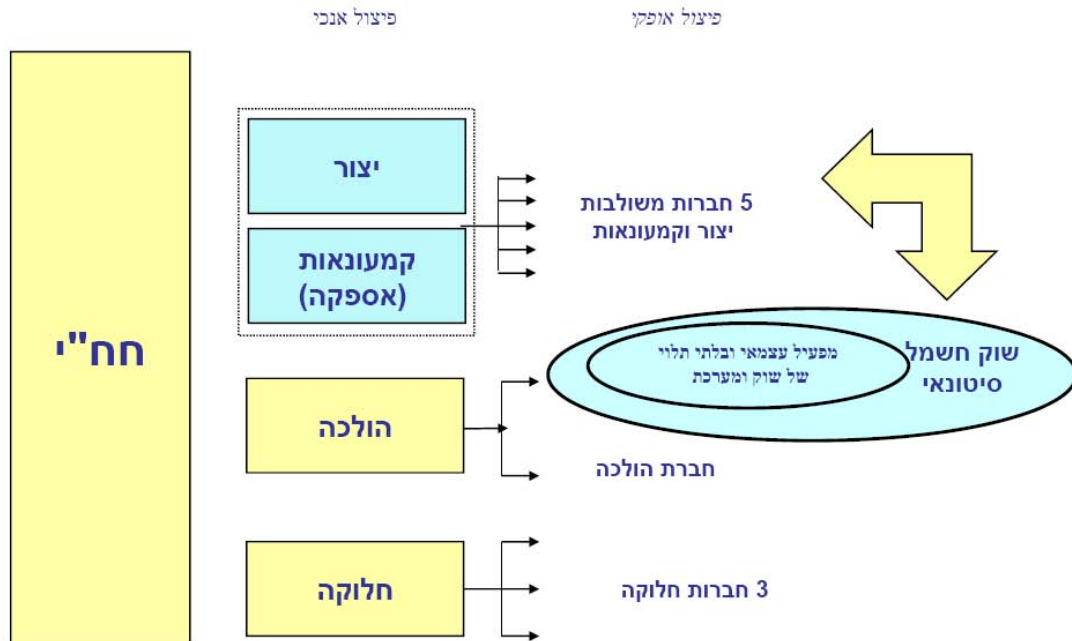 פיצול אנכי
פיצול אופקי
חח"י
יצור
קמעונאות
(אספקה)
5 חברות משולבות
יצור וקמעונאות
שוק חשמל
סיטונאי
מפעיל עצמאי ובלתי תלוי
של שוק ומערכת
הולכה
חברת הולכה
חלוקה
3 חברות חלוקה